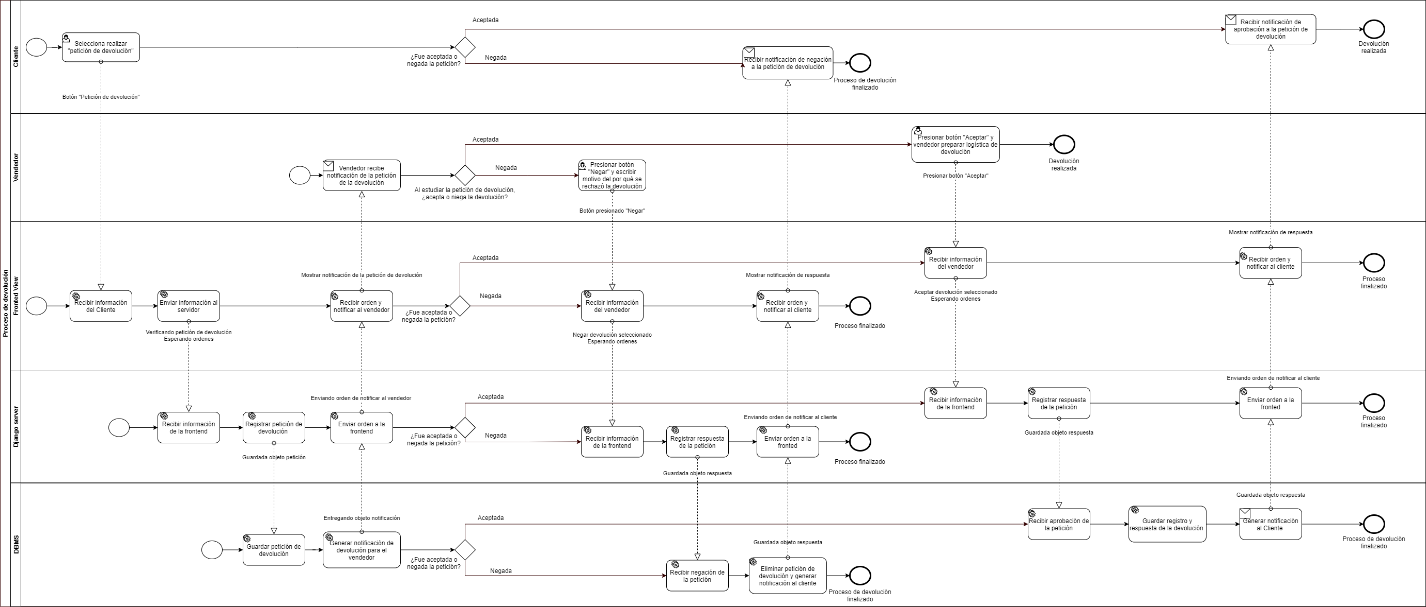 Proceso de devolución
Cliente
Selecciona realizar
"petición de devolución"
Botón "Petición de devolución"
¿Fue aceptada o
negada la petición?
Aceptada
Negada
Recibir notificación de negación
a la petición de devolución
Proceso de devolución
finalizado
Recibir notificación de
aprobación a la petición de
devolución
Devolución
realizada
Vendedor
Vendedor recibe
notificación de la petición
de la devolución
Al estudiar la petición de devolución,
¿acepta o niega la devolución?
Aceptada
Negada
Presionar botón
"Negar" y escribir
motivo del por qué se
rechazó la devolución
Botón presionado "Negar"
Presionar botón "Aceptar" y
vendedor preparar logística de
devolución
Presionar botón "Aceptar"
Devolución
realizada
Fronted View
Recibir información
del Cliente
Enviar información al
servidor
Verificando petición de devolución
Esperando ordenes
Mostrar notificación de la petición de devolución
Recibir orden y
notificar al vendedor
¿Fue aceptada o
negada la petición?
Aceptada
Negada
Recibir información
del vendedor
Negar devolución seleccionado
Esperando ordenes
Mostrar notificación de respuesta
Recibir orden y
notificar al cliente
Proceso finalizado
Recibir información
del vendedor
Aceptar devolución seleccionado
Esperando ordenes
Mostrar notificación de respuesta
Recibir orden y
notificar al cliente
Proceso
finalizado
Django server
Recibir información
de la frontend
Registrar petición de
devolución
Guardada objeto petición
Enviando orden de notificar al vendedor
Enviar orden a la
frontend
¿Fue aceptada o
negada la petición?
Aceptada
Negada
Recibir información
de la frontend
Registrar respuesta
de la petición
Guardada objeto respuesta
Enviando orden de notificar al cliente
Enviar orden a la
fronted
Proceso finalizado
Recibir información
de la frontend
Registrar respuesta
de la petición
Guardada objeto respuesta
Enviando orden de notificar al cliente
Enviar orden a la
fronted
Proceso
finalizado
DBMS
Guardar petición de
devolución
Entregando objeto notificación
Generar notificación de
devolución para el
vendedor
¿Fue aceptada o
negada la petición?
Aceptada
Negada
Recibir negación de
la petición
Guardada objeto respuesta
Eliminar petición de
devolución y generar
notificación al cliente
Proceso de devolución
finalizado
Recibir aprobación de
la petición
Guardar registro y
respuesta de la devolución
Guardada objeto respuesta
Generar notificación
al Cliente
Proceso de devolución
finalizado